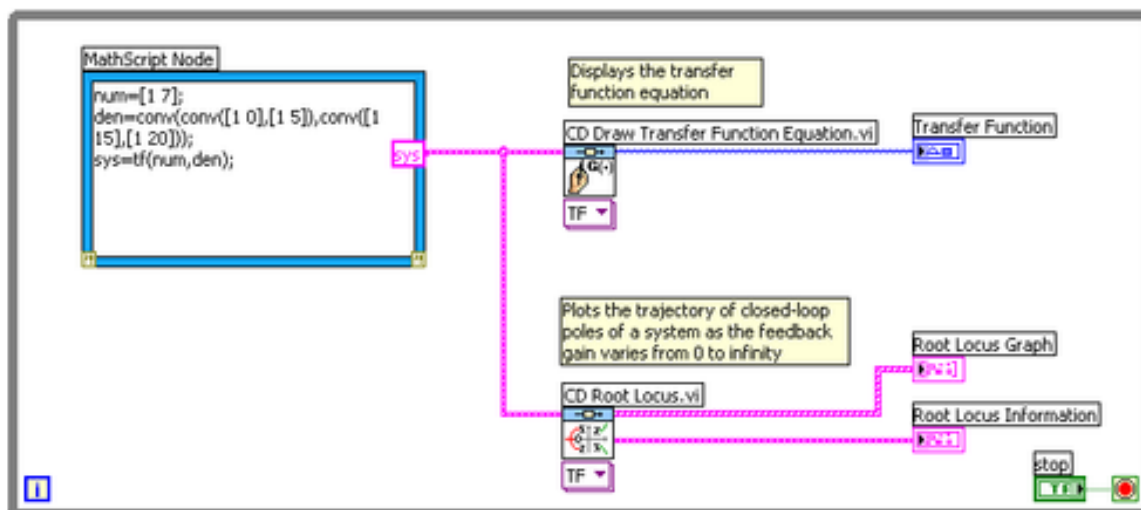 MathScript Node
num=[1 7];
den=conv(conv([1 0],[1 5]),conv([1
15],[1 20]));
sys=tf(num,den);
sys
Displays the transfer
function equation
CD Draw Transfer Function Equation.vi
G(·)
TF
Transfer Function
Plots the trajectory of closed-loop
poles of a system as the feedback
gain varies from 0 to infinity
CD Root Locus.vi
TF
Root Locus Graph
Root Locus Information
stop
TF
i